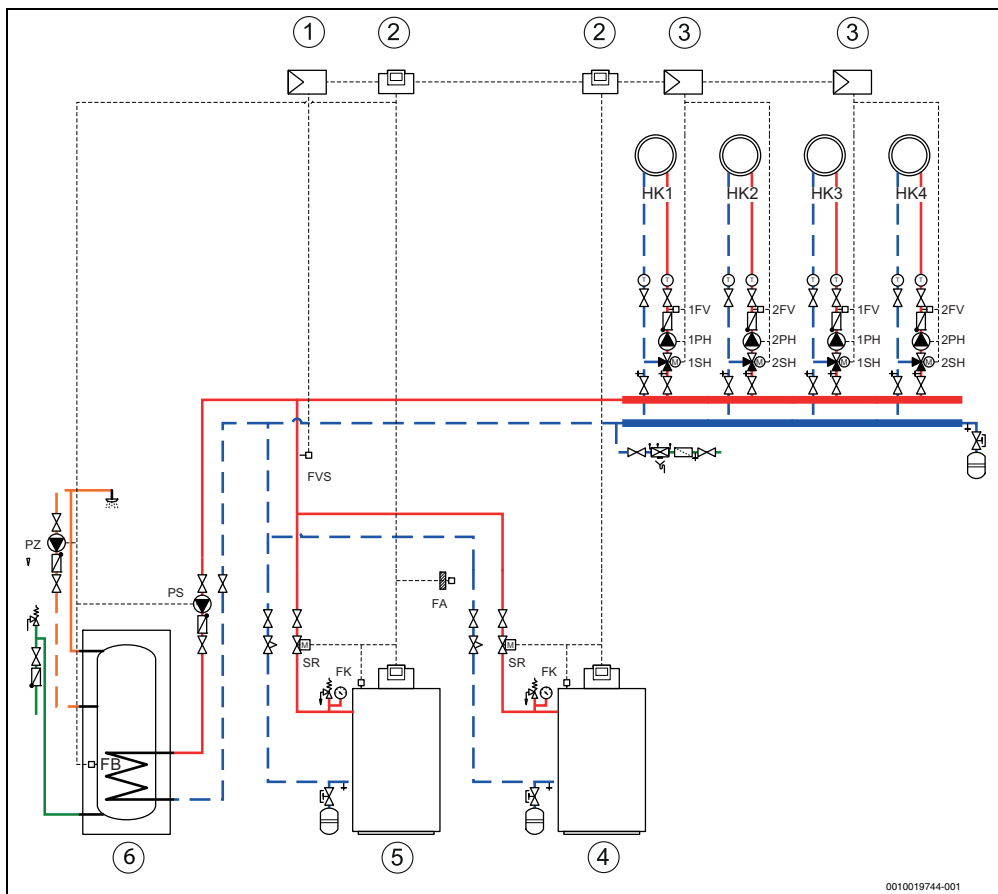 1 2 2 3 3
HK1 HK2 HK3 HK4
T T T T T T T T
1FV 2FV 1FV 2FV
1PH 2PH 1PH 2PH
M 1SH M 2SH M 1SH M 2SH
FVS
PZ
FA
PS
M M
SR FK SR FK
FB
6 5 4
0010019744-001